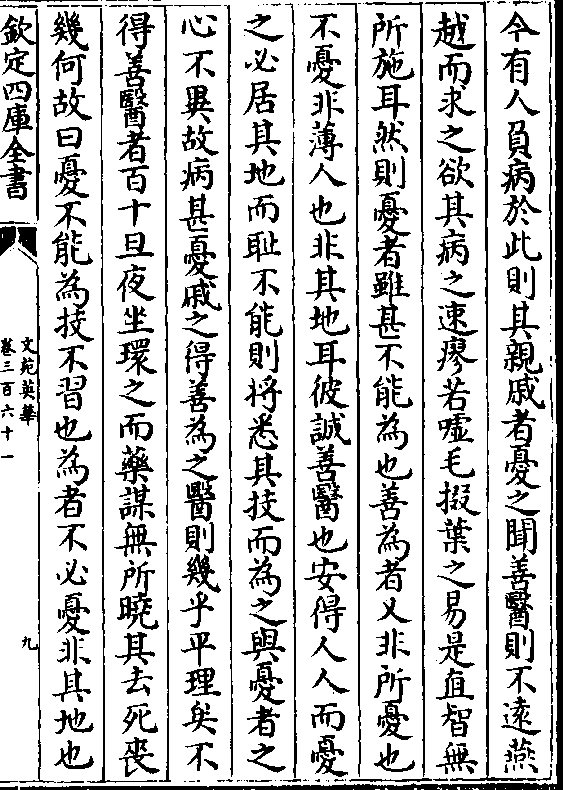 今有人負病於此則其親戚者憂之聞善醫則不遠燕
越而求之欲其病之速瘳若噓毛掇葉之易是直智無
所施耳然則憂者雖甚不能為也善為者乂非所憂也
不憂非薄人也非其地耳彼誠善醫也安得人人而憂
之必居其地而耻不能則将悉其技而為之與憂者之
心不異故病甚憂戚之得善為之醫則幾乎平理矣不
得善醫者百十旦夜坐環之而藥謀無所曉其去死喪
幾何故曰憂不能為技不習也為者不必憂非其地也
欽定四庫全書
文苑英華
卷三百六十一
九